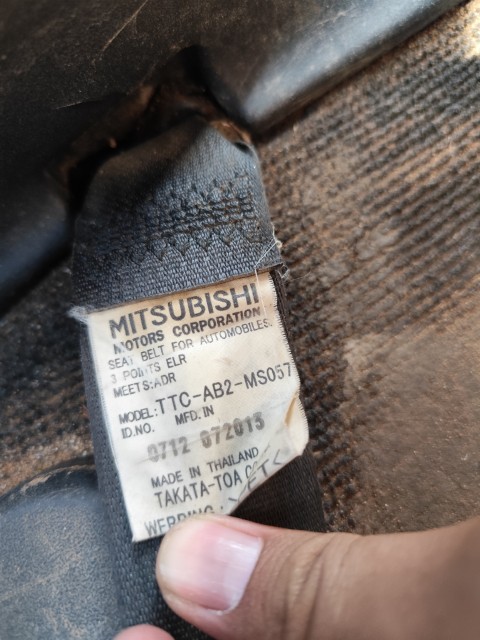 MITSUBISHI
MOTORS CORPORATION
SEAT BELT FOR AUTOMOBILES.
3 POINTS ELR
MEETS:ADR
MODEL:TTC-AB2-MS057
ID.NO. MFD.IN
0712 072013
MADE IN THAILAND
TAKATA-TOA CO
WEBBING: